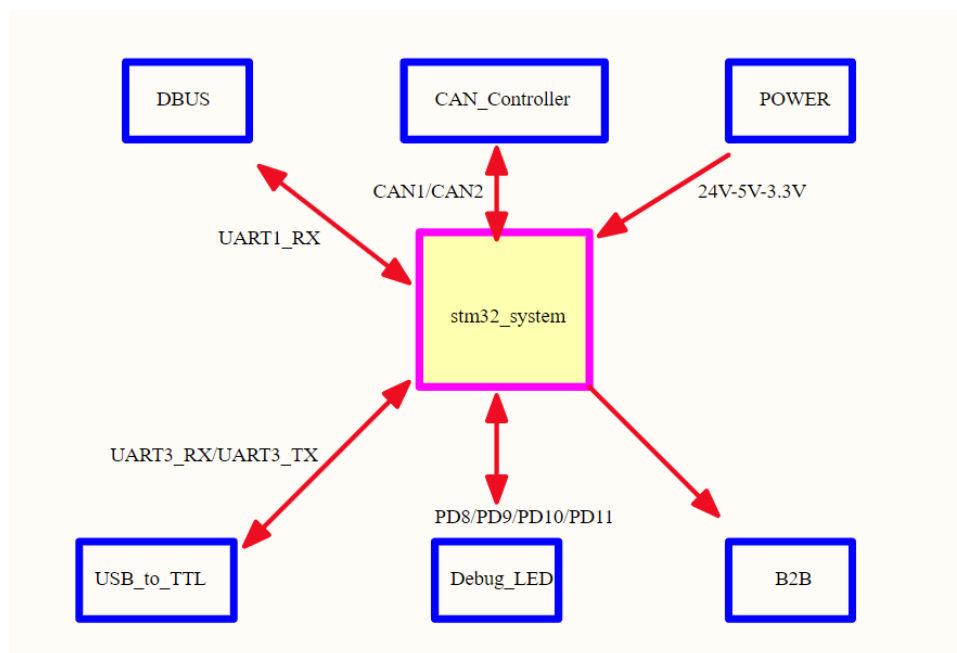 DBUS
CAN_Controller
POWER
CAN1/CAN2
24V-5V-3.3V
UART1_RX
stm32_system
UART3_RX/UART3_TX
PD8/PD9/PD10/PD11
USB_to_TTL
Debug_LED
B2B